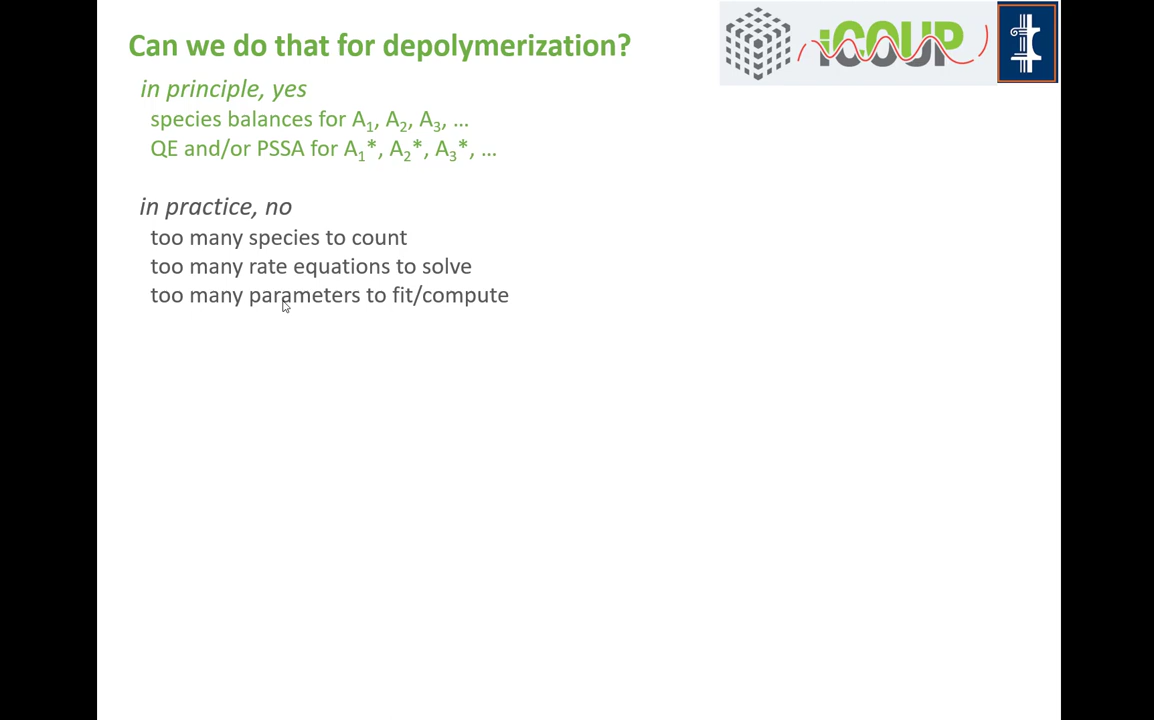 Can we do that for depolymerization?
iCOUP
in principle, yes
species balances for A₁, A₂, A₃, ...
QE and/or PSSA for A₁*, A₂*, A₃*, ...
in practice, no
too many species to count
too many rate equations to solve
too many parameters to fit/compute